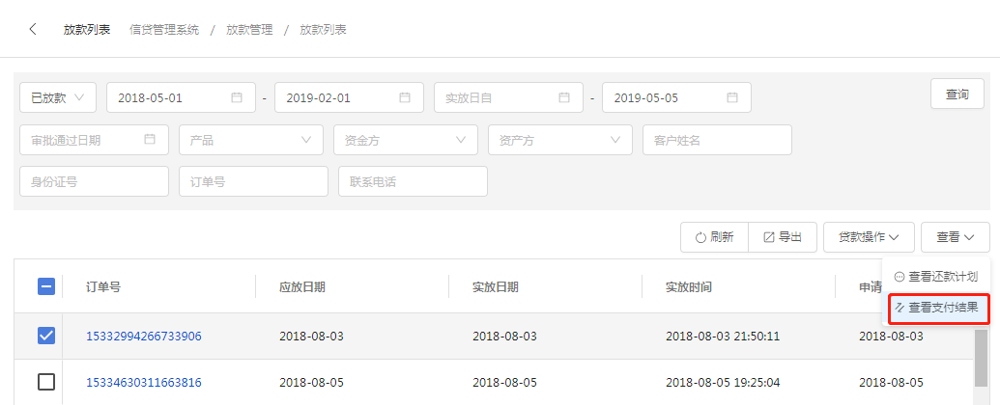 放款列表 信贷管理系统 / 放款管理 / 放款列表
已放款 2018-05-01 - 2019-02-01 实放日自 - 2019-05-05 查询
审批通过日期 产品 资金方 资产方 客户姓名
身份证号 订单号 联系电话
刷新 导出 贷款操作 查看
查看还款计划
订单号 应放日期 实放日期 实放时间 申请
查看支付结果
15332994266733906 2018-08-03 2018-08-03 2018-08-03 21:50:11 2018-08-03
15334630311663816 2018-08-05 2018-08-05 2018-08-05 19:25:04 2018-08-05